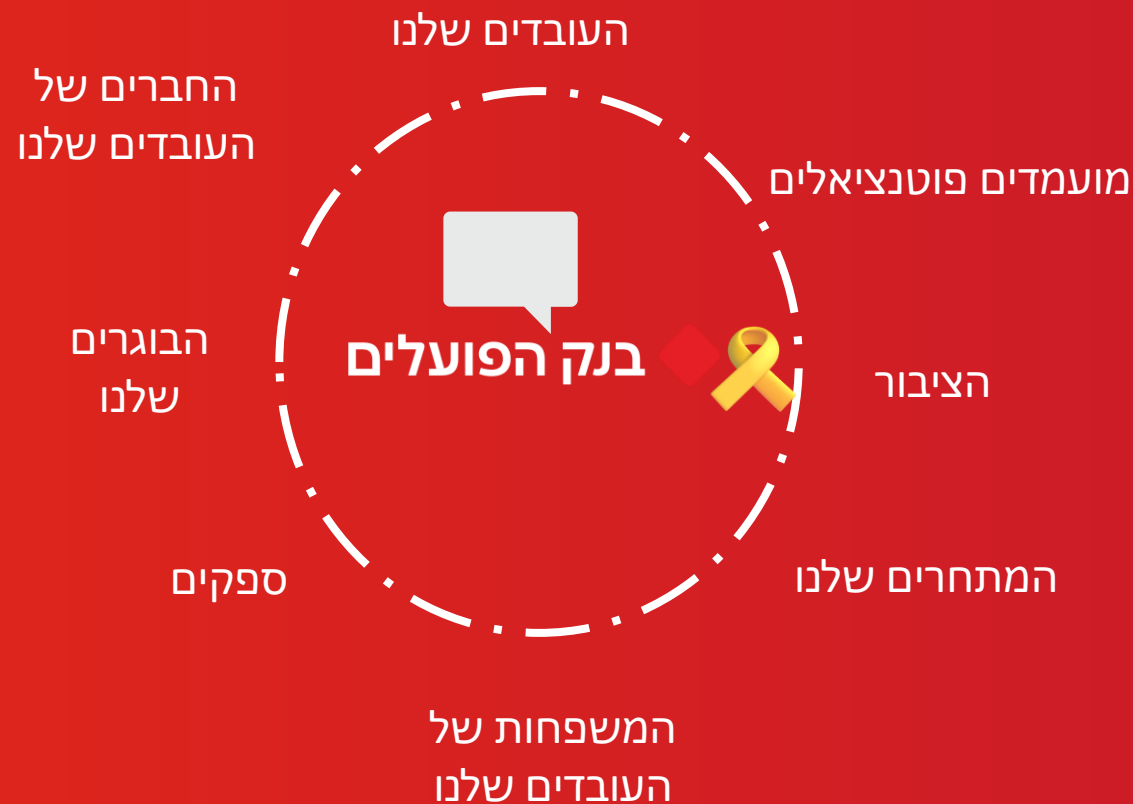 העובדים שלנו
החברים של
העובדים שלנו
מועמדים פוטנציאלים
בנק הפועלים
הבוגרים
שלנו
הציבור
ספקים
המתחרים שלנו
המשפחות של
העובדים שלנו